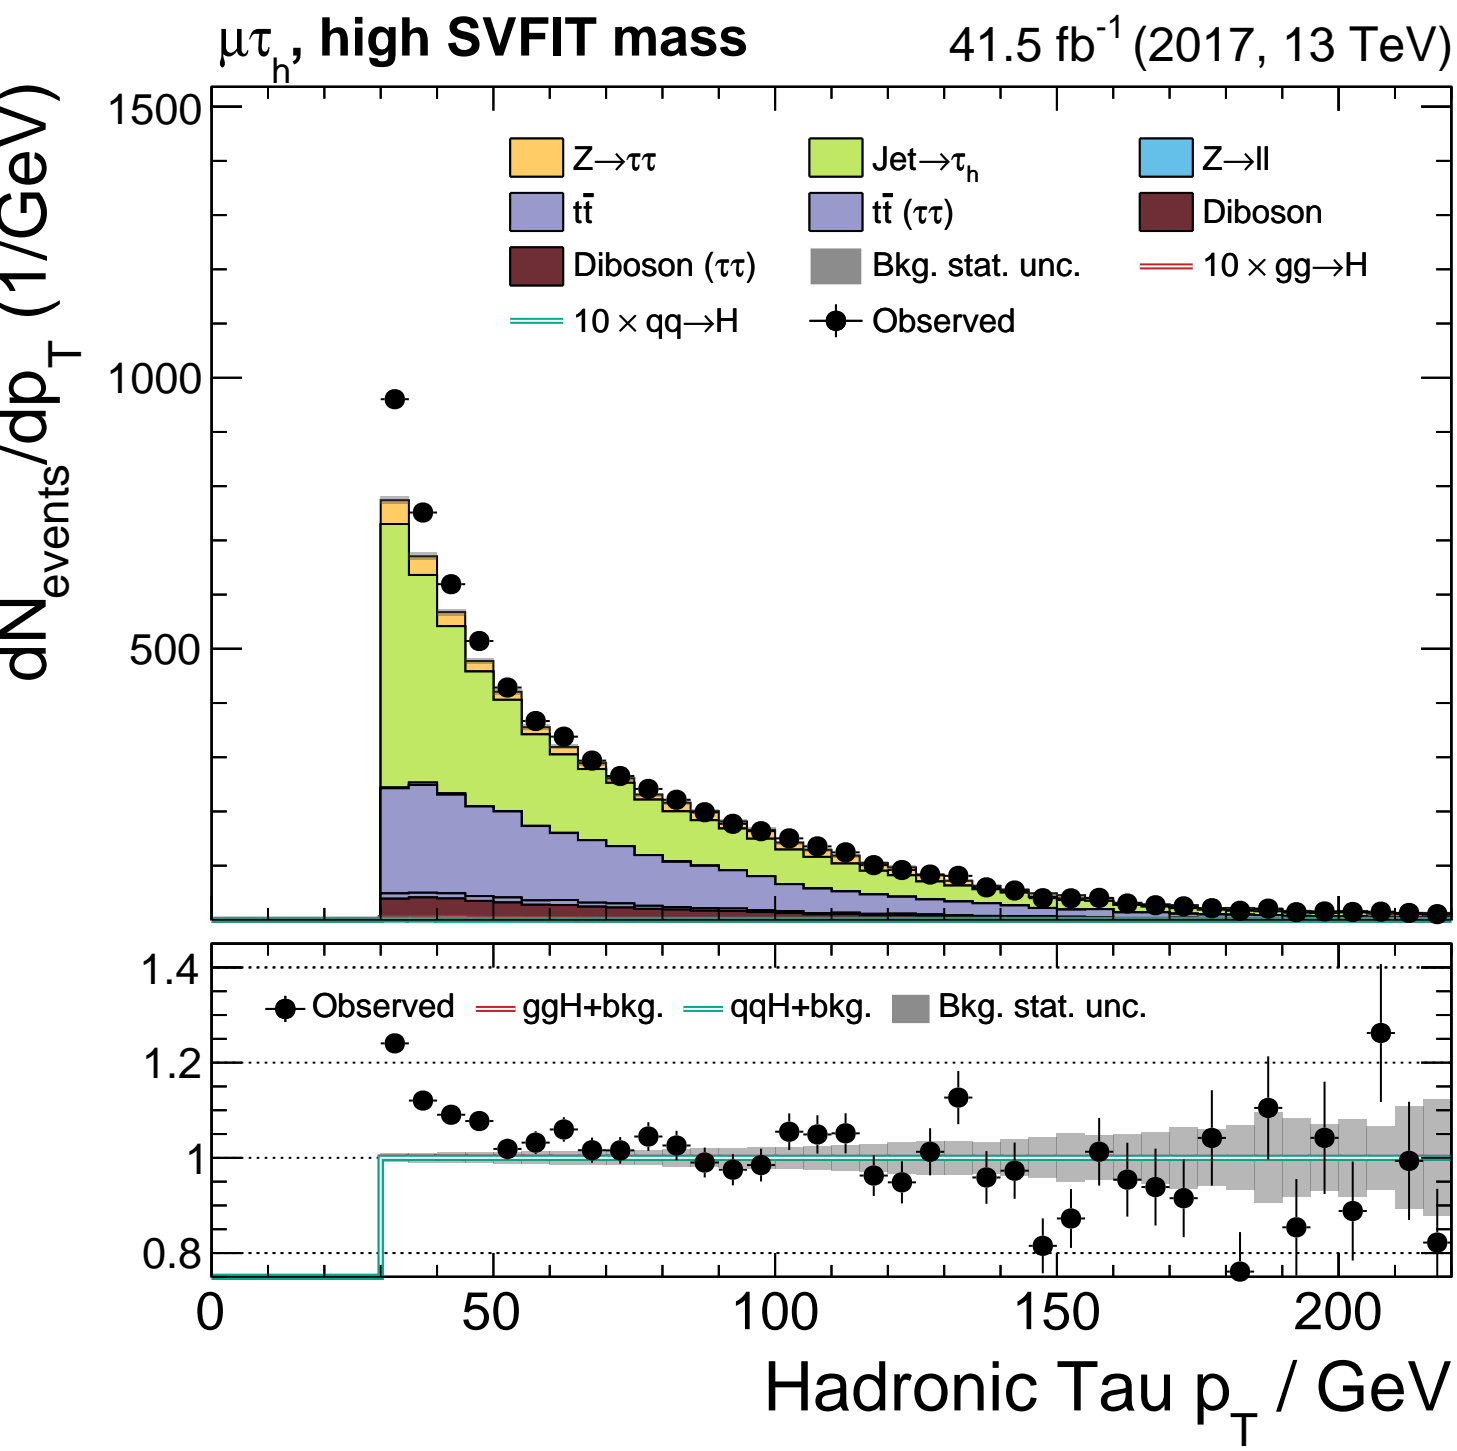 μτh, high SVFIT mass 41.5 fb-1 (2017, 13 TeV)
dNevents/dpT (1/GeV)
1500
1000
500
Z→ττ Jet→τh Z→ll
tt̄ tt̄ (ττ) Diboson
Diboson (ττ) Bkg. stat. unc. 10 × gg→H
10 × qq→H Observed
1.4
1.2
1
0.8
Observed ggH+bkg. qqH+bkg. Bkg. stat. unc.
0 50 100 150 200
Hadronic Tau pT / GeV